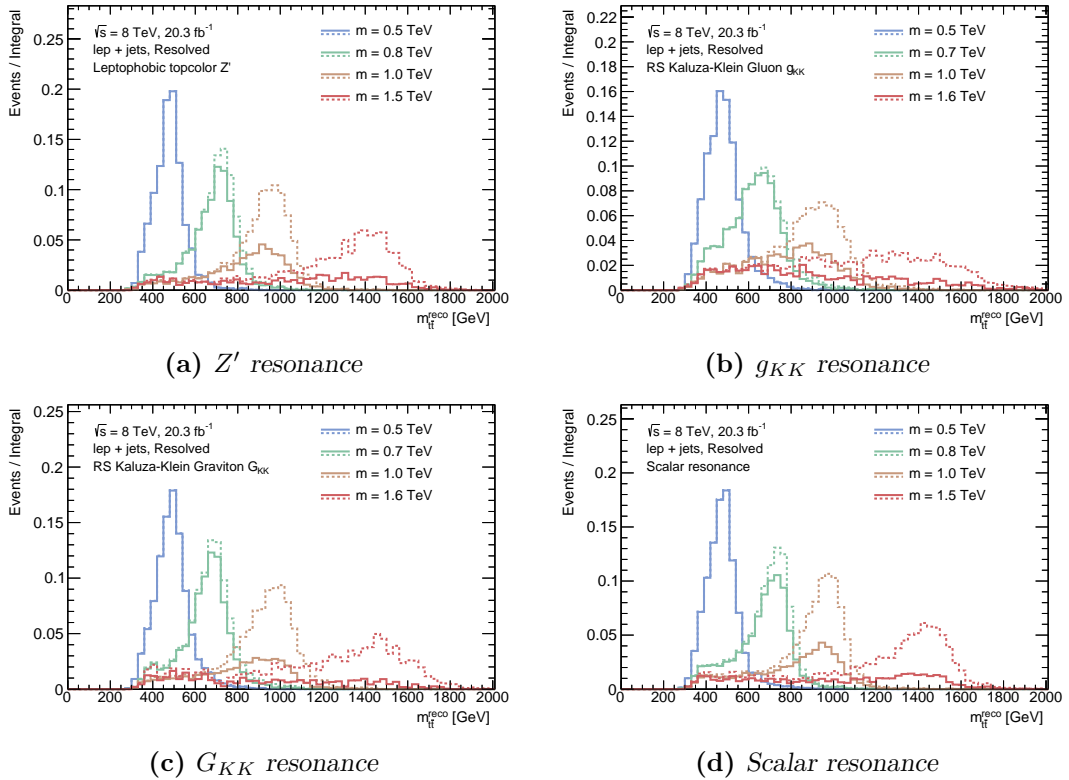 Events / Integral
√s = 8 TeV, 20.3 fb⁻¹
lep + jets, Resolved
Leptophobic topcolor Z'
m = 0.5 TeV
m = 0.8 TeV
m = 1.0 TeV
m = 1.5 TeV
0.25
0.2
0.15
0.1
0.05
0
0 200 400 600 800 1000 1200 1400 1600 1800 2000
m_tt̄^reco [GeV]
(a) Z′ resonance
Events / Integral
√s = 8 TeV, 20.3 fb⁻¹
lep + jets, Resolved
RS Kaluza-Klein Gluon g_KK
m = 0.5 TeV
m = 0.7 TeV
m = 1.0 TeV
m = 1.6 TeV
0.22
0.2
0.18
0.16
0.14
0.12
0.1
0.08
0.06
0.04
0.02
0
0 200 400 600 800 1000 1200 1400 1600 1800 2000
m_tt̄^reco [GeV]
(b) g_KK resonance
Events / Integral
√s = 8 TeV, 20.3 fb⁻¹
lep + jets, Resolved
RS Kaluza-Klein Graviton G_KK
m = 0.5 TeV
m = 0.7 TeV
m = 1.0 TeV
m = 1.6 TeV
0.25
0.2
0.15
0.1
0.05
0
0 200 400 600 800 1000 1200 1400 1600 1800 2000
m_tt̄^reco [GeV]
(c) G_KK resonance
Events / Integral
√s = 8 TeV, 20.3 fb⁻¹
lep + jets, Resolved
Scalar resonance
m = 0.5 TeV
m = 0.8 TeV
m = 1.0 TeV
m = 1.5 TeV
0.25
0.2
0.15
0.1
0.05
0
0 200 400 600 800 1000 1200 1400 1600 1800 2000
m_tt̄^reco [GeV]
(d) Scalar resonance